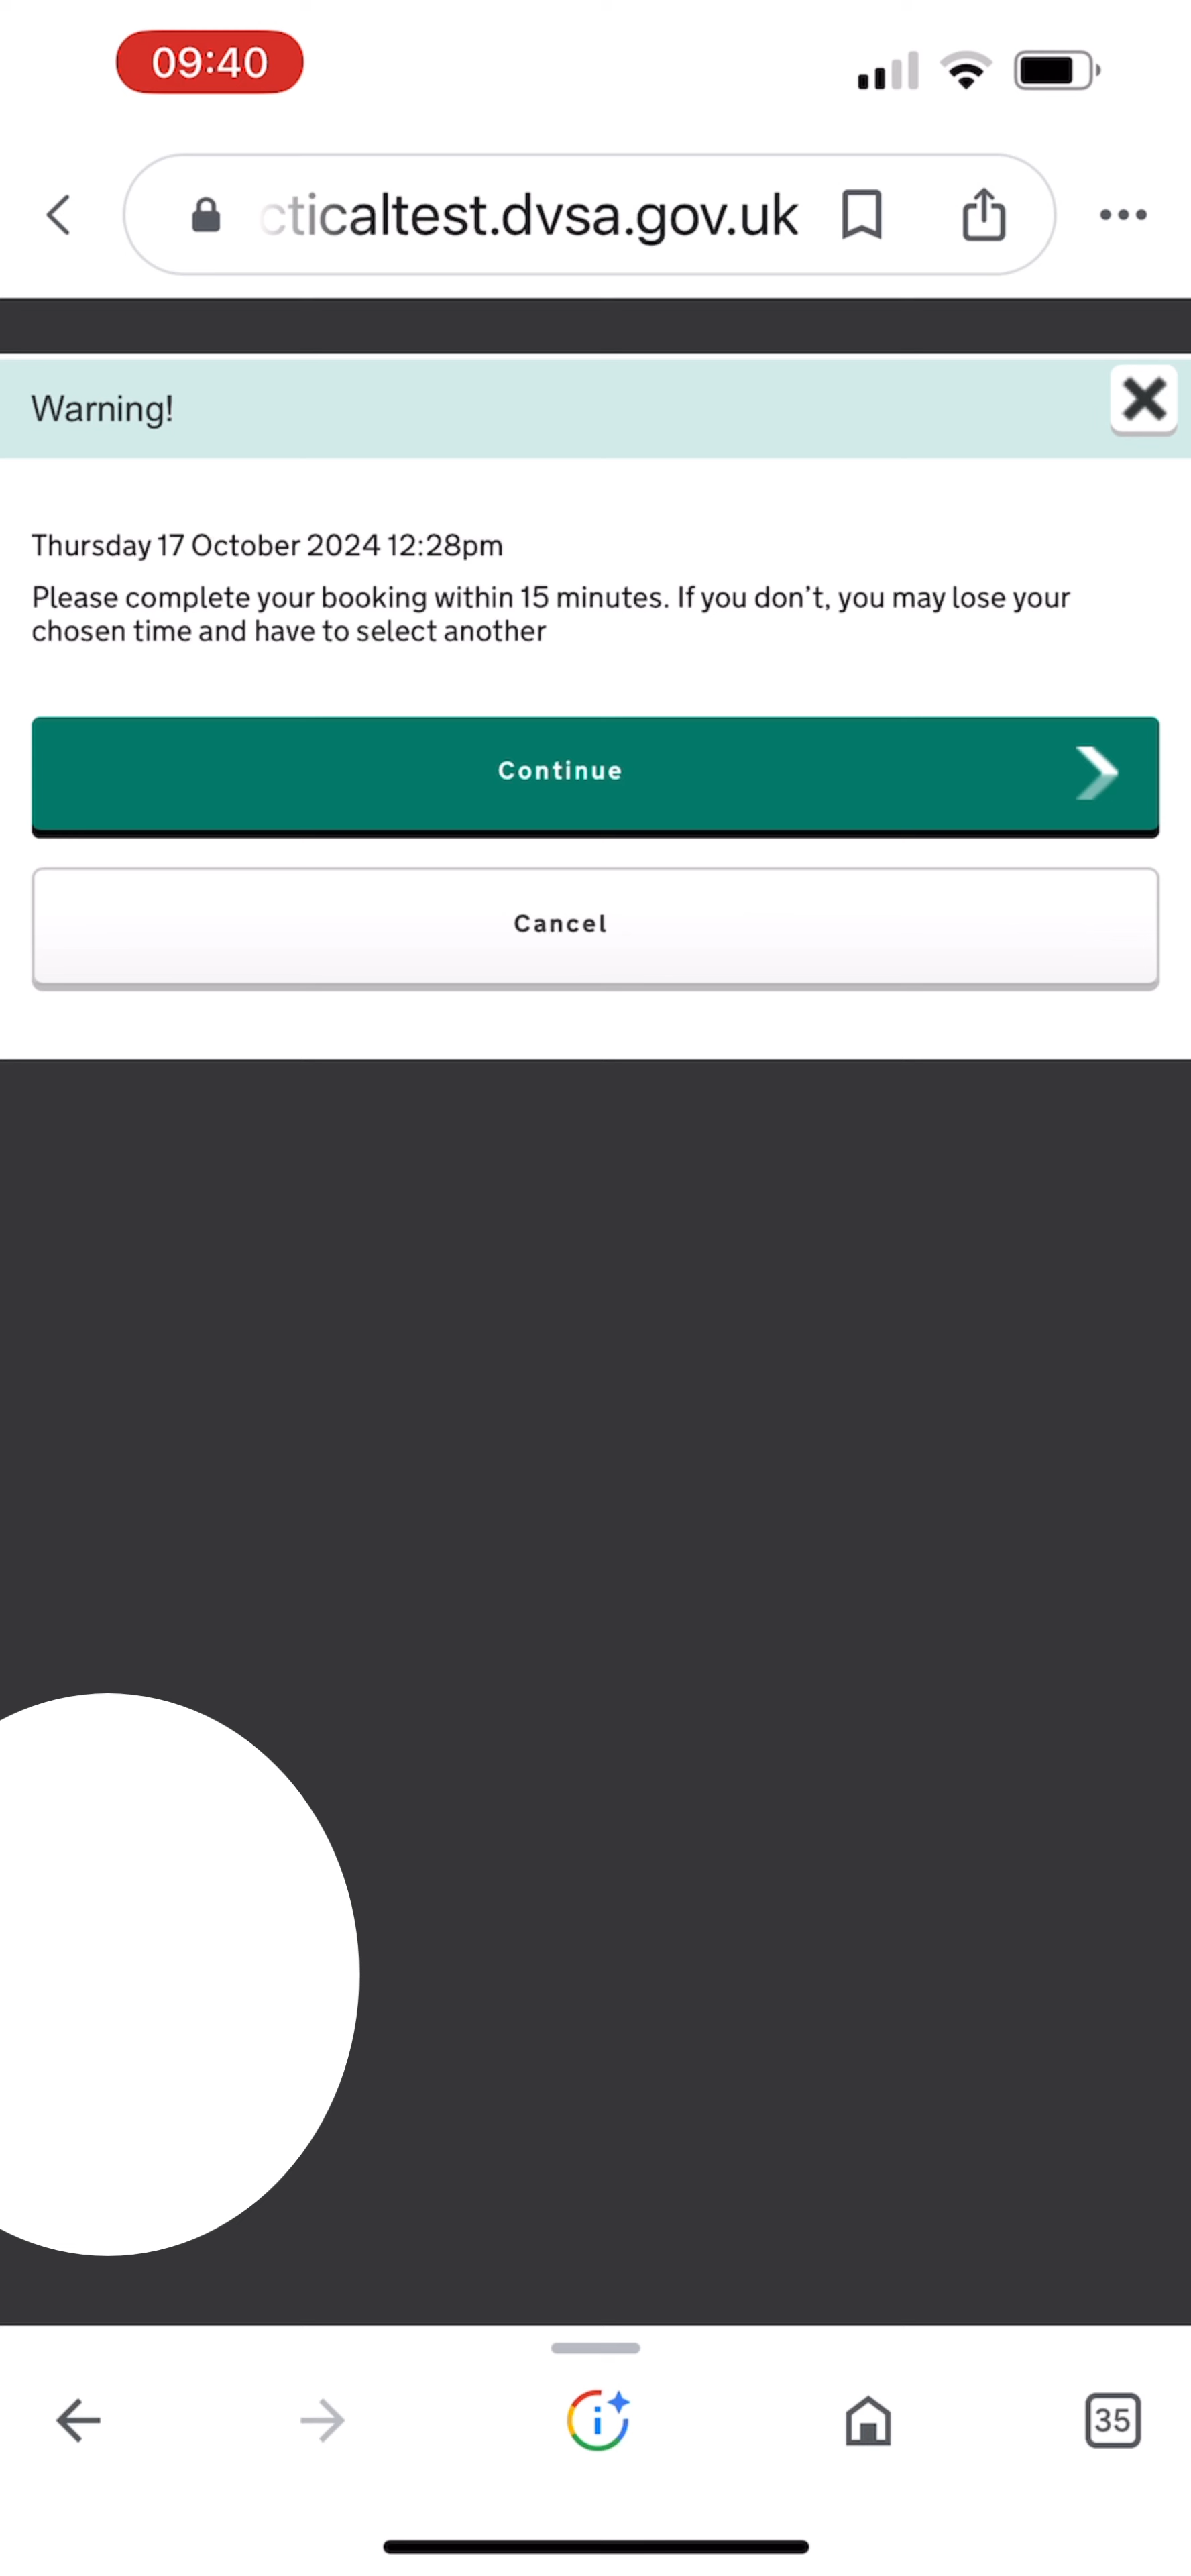 09:40
cticaltest.dvsa.gov.uk
Warning!
Thursday 17 October 2024 12:28pm
Please complete your booking within 15 minutes. If you don’t, you may lose your
chosen time and have to select another
Continue
Cancel
35